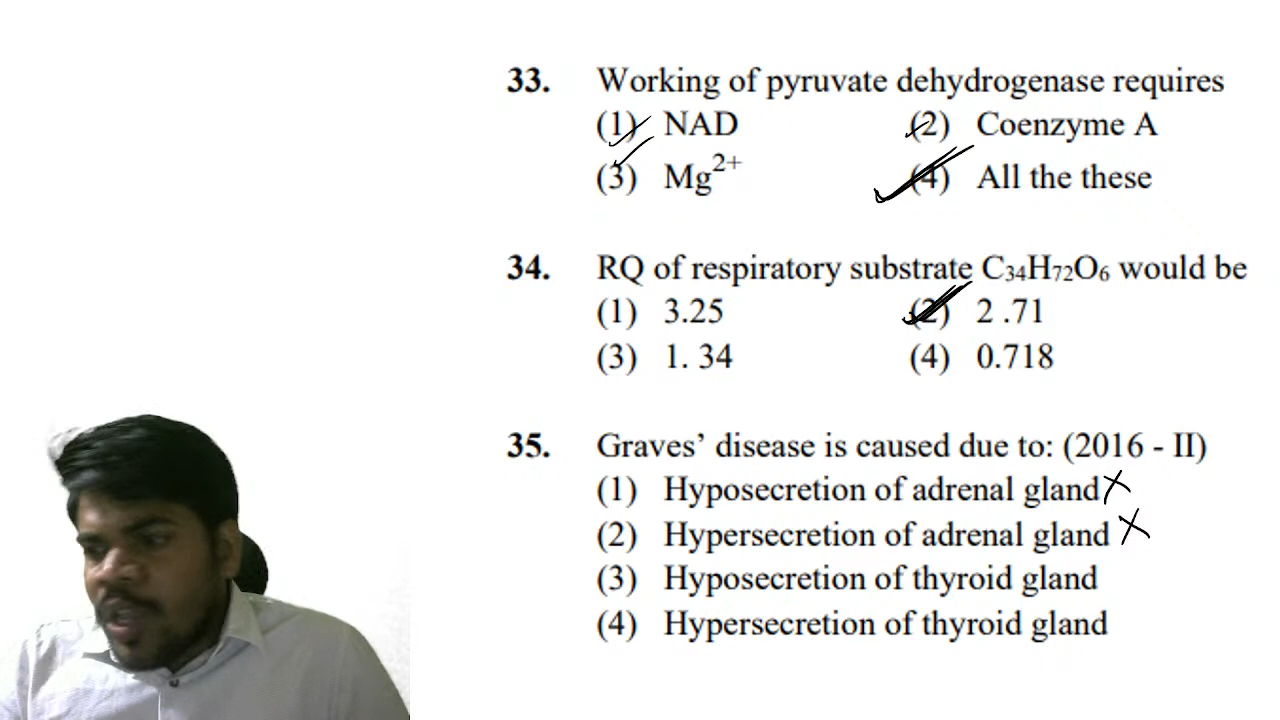 33. Working of pyruvate dehydrogenase requires
(1) NAD (2) Coenzyme A
(3) Mg²⁺ (4) All the these
34. RQ of respiratory substrate C₃₄H₇₂O₆ would be
(1) 3.25 (2) 2 .71
(3) 1. 34 (4) 0.718
35. Graves’ disease is caused due to: (2016 - II)
(1) Hyposecretion of adrenal gland
(2) Hypersecretion of adrenal gland
(3) Hyposecretion of thyroid gland
(4) Hypersecretion of thyroid gland